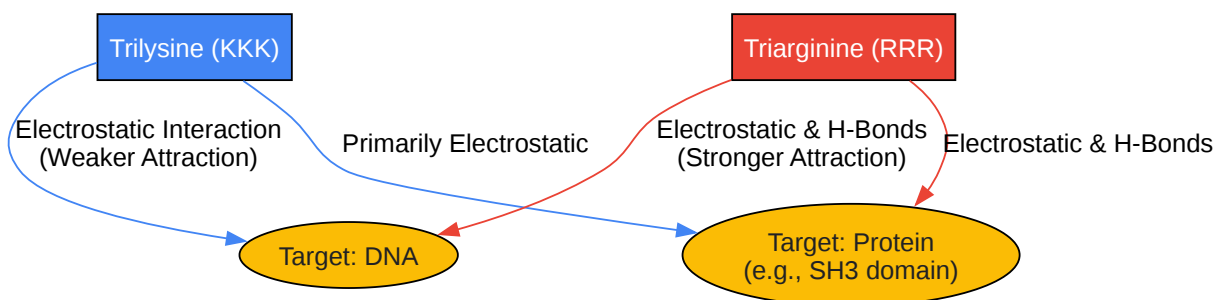 Trilysine (KKK)
Triarginine (RRR)
Electrostatic Interaction
(Weaker Attraction)
Primarily Electrostatic
Electrostatic & H-Bonds
(Stronger Attraction)
Electrostatic & H-Bonds
Target: DNA
Target: Protein
(e.g., SH3 domain)